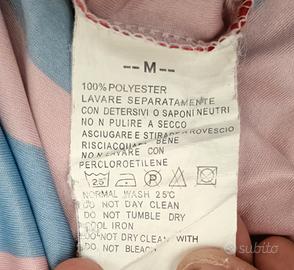 --M--
100% POLYESTER
LAVARE SEPARATAMENTE
CON DETERSIVI O SAPONI NEUTRI
NON PULIRE A SECCO
ASCIUGARE E STIRARE ROVESCIO
RISCIACQUARE BENE
NON LAVARE CON
PERCLOROETILENE
25
P
NORMAL WASH 25°C
DO NOT DAY CLEAN
DO NOT TUMBLE DRY
COOL IRON
DO NOT CLEAN WITH
DO NOT BLEACH
subito